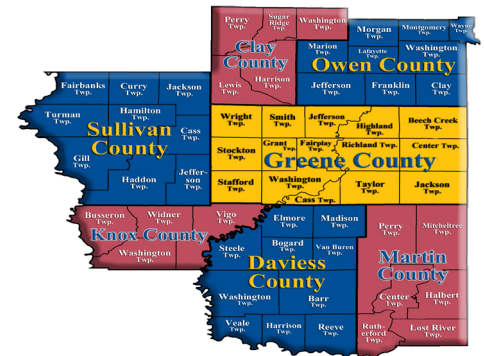 Perry
Twp.
Sugar
Ridge
Twp.
Washington
Twp.
Clay
County
Lewis
Twp.
Harrison
Twp.
Morgan
Twp.
Montgomery
Twp.
Wayne
Twp.
Marion
Twp.
Lafayette
Twp.
Washington
Twp.
Owen County
Jefferson
Twp.
Franklin
Twp.
Clay
Twp.
Fairbanks
Twp.
Curry
Twp.
Jackson
Twp.
Turman
Twp.
Hamilton
Twp.
Cass
Twp.
Sullivan
County
Gill
Twp.
Haddon
Twp.
Jeffer-
son
Twp.
Wright
Twp.
Smith
Twp.
Jefferson
Twp.
Highland
Twp.
Beech Creek
Twp.
Stockton
Twp.
Grant
Twp.
Fairplay
Twp.
Richland Twp.
Center Twp.
Greene County
Stafford
Twp.
Washington
Twp.
Cass Twp.
Taylor
Twp.
Jackson
Twp.
Busseron
Twp.
Widner
Twp.
Vigo
Twp.
Knox County
Washington
Twp.
Elmore
Twp.
Madison
Twp.
Steele
Twp.
Bogard
Twp.
Van Buren
Twp.
Daviess
County
Washington
Twp.
Barr
Twp.
Veale
Twp.
Harrison
Twp.
Reeve
Twp.
Perry
Twp.
Mitcheltree
Twp.
Martin
County
Center
Twp.
Halbert
Twp.
Ruth-
erford
Twp.
Lost River
Twp.